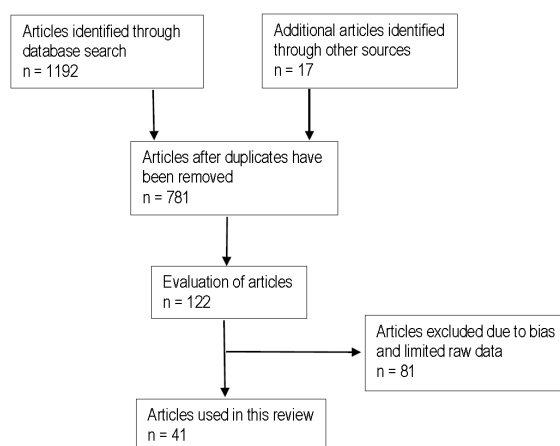 Articles identified through
database search
n = 1192
Additional articles identified
through other sources
n = 17
Articles after duplicates have
been removed
n = 781
Evaluation of articles
n = 122
Articles excluded due to bias
and limited raw data
n = 81
Articles used in this review
n = 41